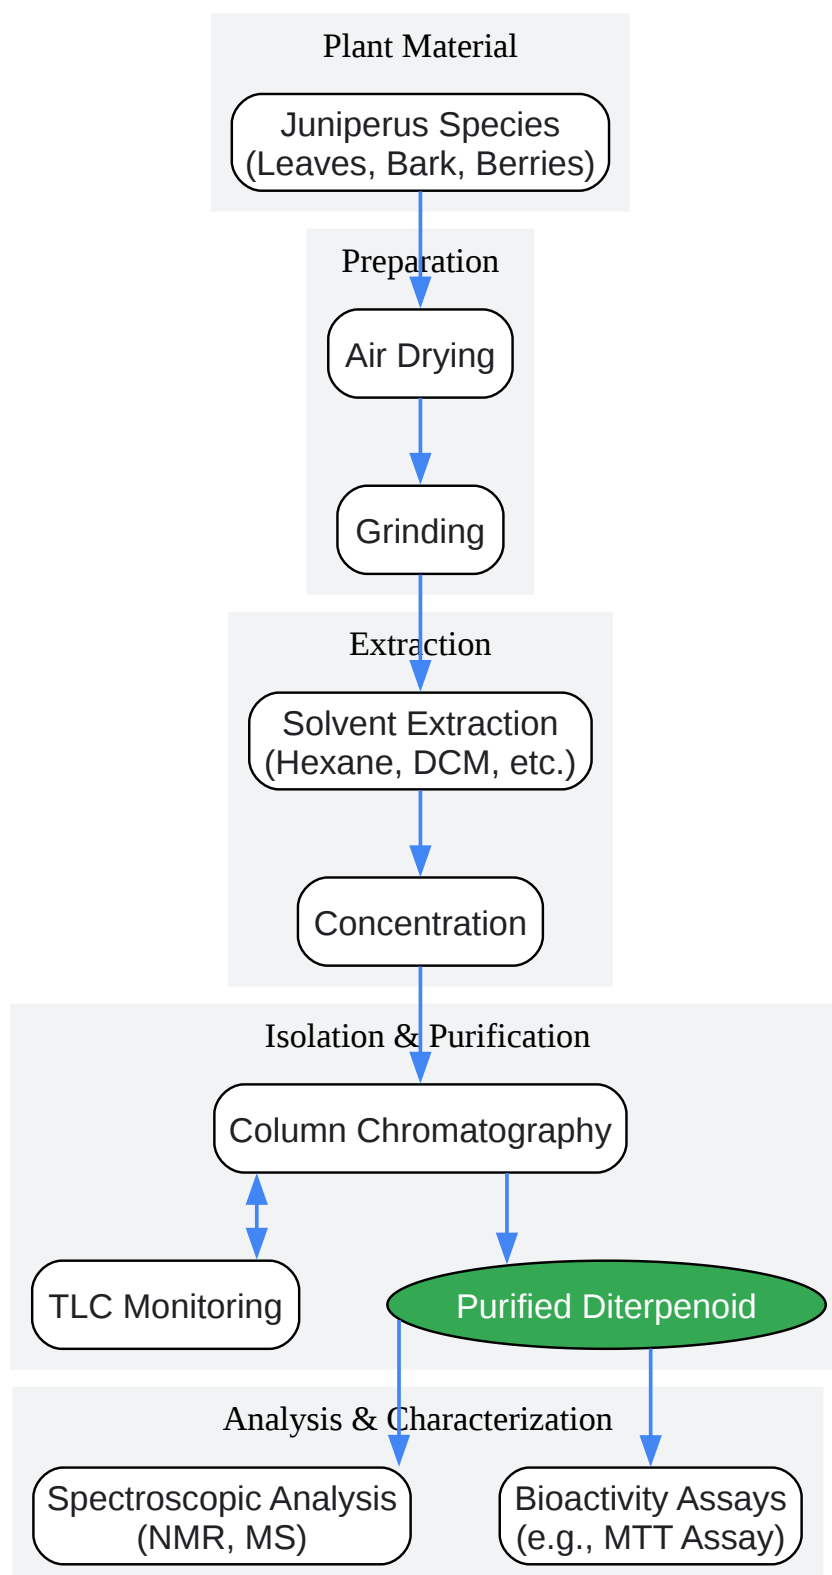 Plant Material
Juniperus Species
(Leaves, Bark, Berries)
Preparation
Air Drying
Grinding
Extraction
Solvent Extraction
(Hexane, DCM, etc.)
Concentration
Isolation & Purification
Column Chromatography
TLC Monitoring
Purified Diterpenoid
Analysis & Characterization
Spectroscopic Analysis
(NMR, MS)
Bioactivity Assays
(e.g., MTT Assay)